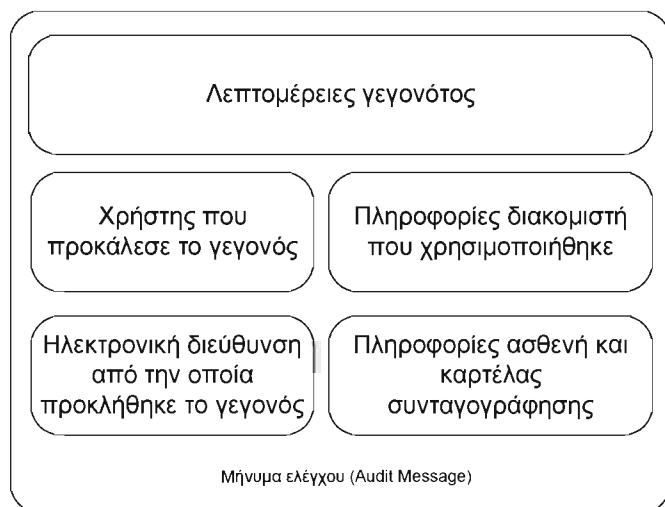 Λεπτομέρειες γεγονότος
Χρήστης που
προκάλεσε το γεγονός
Πληροφορίες διακομιστή
που χρησιμοποιήθηκε
Ηλεκτρονική διεύθυνση
από την οποία
προκλήθηκε το γεγονός
Πληροφορίες ασθενή και
καρτέλας
συνταγογράφησης
Μήνυμα ελέγχου (Audit Message)